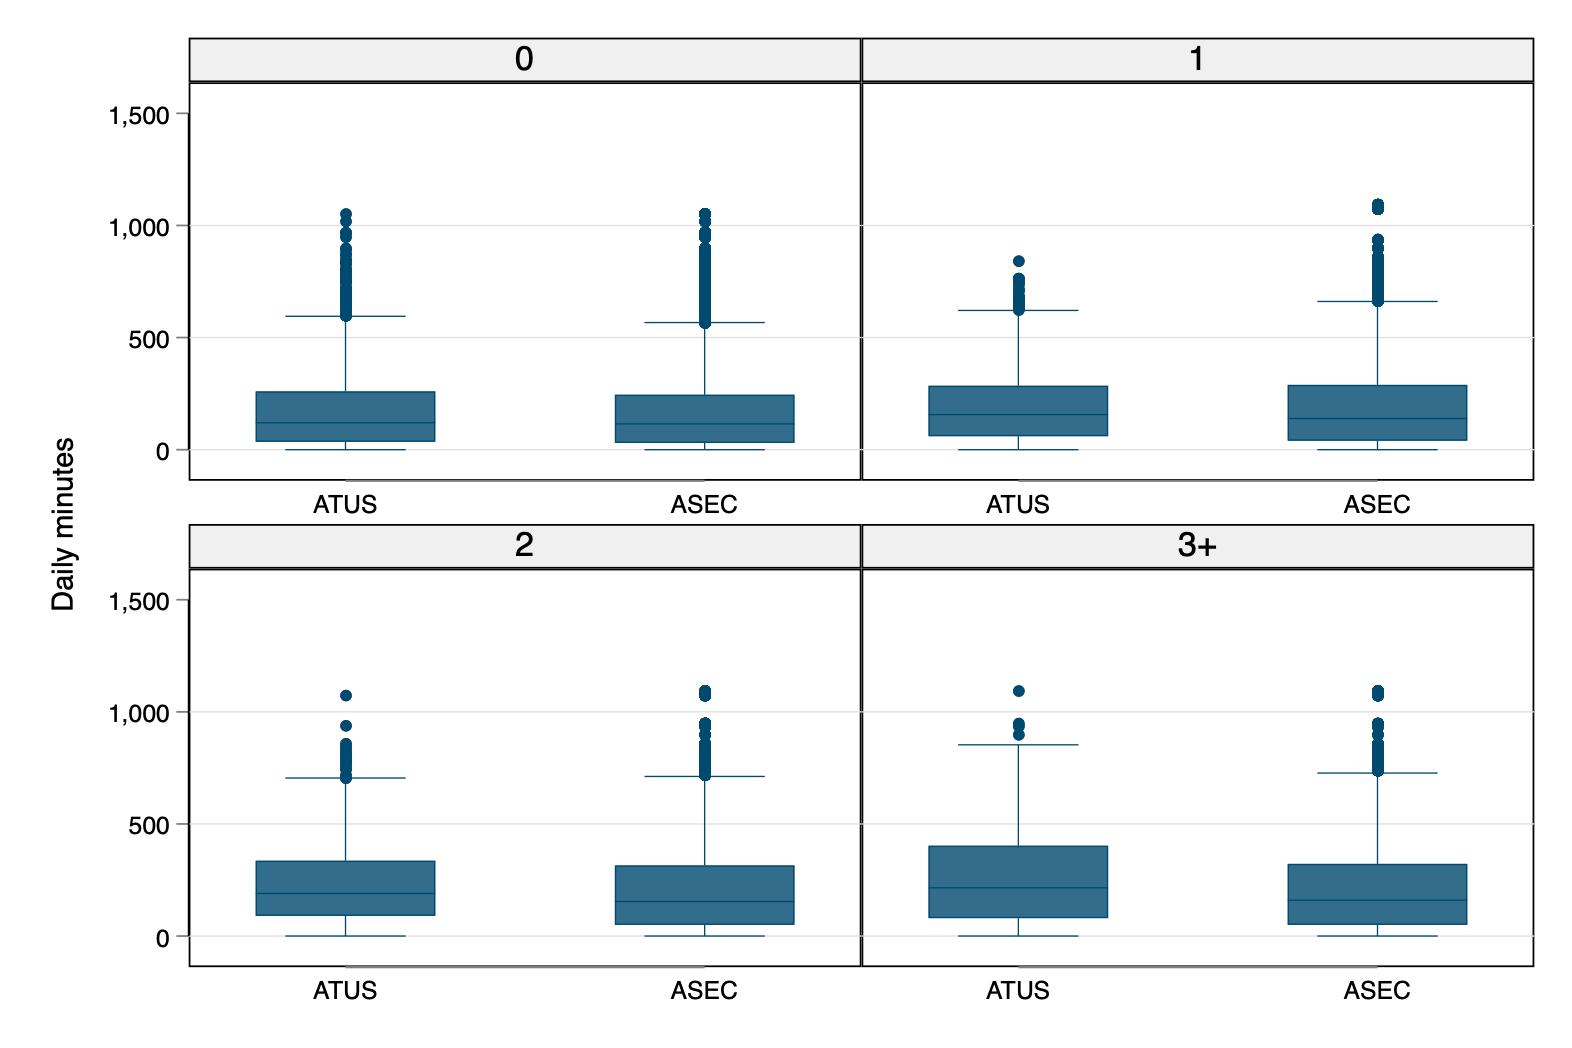 0
1
1,500
1,000
500
0
ATUS
ASEC
ATUS
ASEC
Daily minutes
2
3+
1,500
1,000
500
0
ATUS
ASEC
ATUS
ASEC